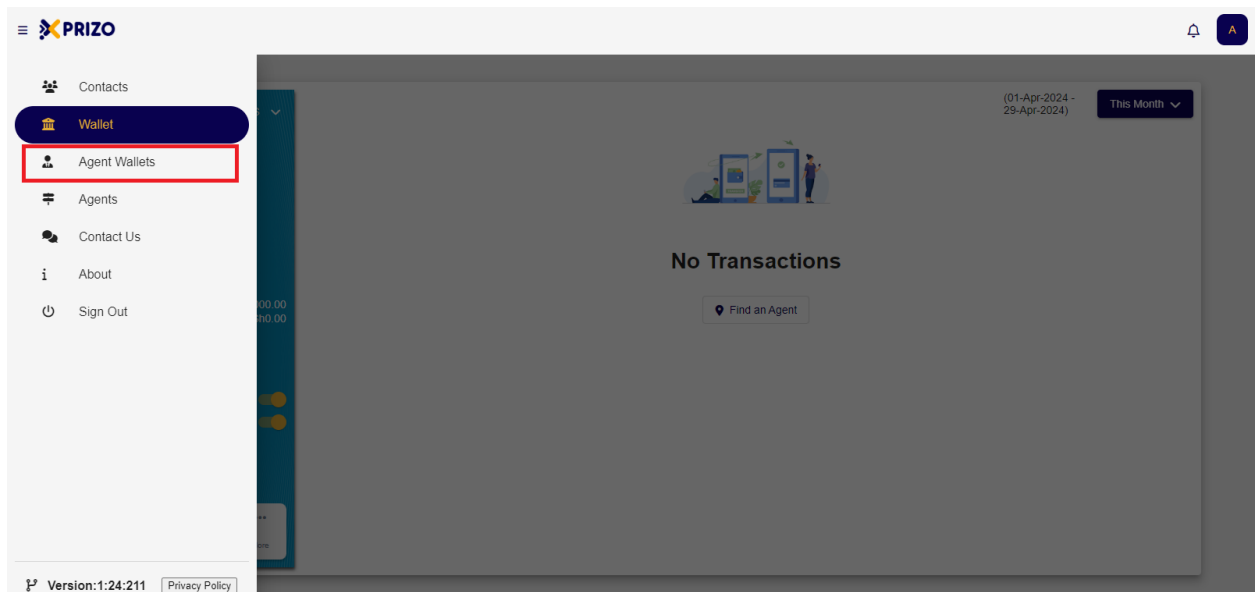 XPRIZO
A
Contacts
Wallet
Agent Wallets
Agents
Contact Us
About
Sign Out
Version:1:24:211 Privacy Policy
(01-Apr-2024 -
29-Apr-2024)
This Month
No Transactions
Find an Agent